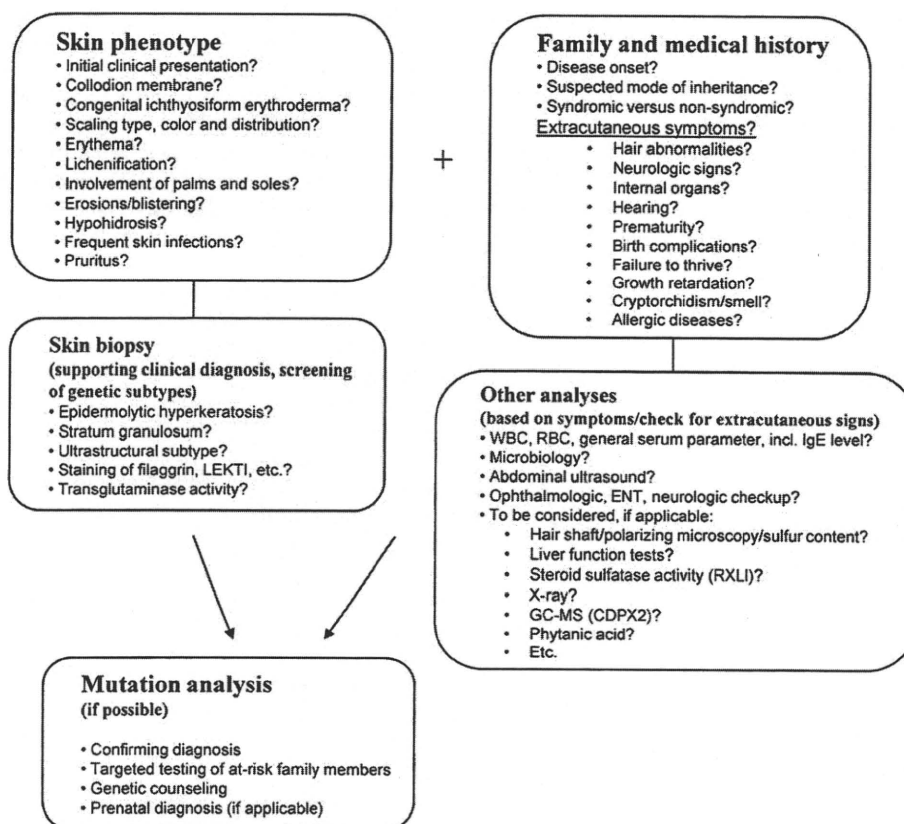 Skin phenotype
• Initial clinical presentation?
• Collodion membrane?
• Congenital ichthyosiform erythroderma?
• Scaling type, color and distribution?
• Erythema?
• Lichenification?
• Involvement of palms and soles?
• Erosions/blistering?
• Hypohidrosis?
• Frequent skin infections?
• Pruritus?
+
Family and medical history
• Disease onset?
• Suspected mode of inheritance?
• Syndromic versus non-syndromic?
Extracutaneous symptoms?
• Hair abnormalities?
• Neurologic signs?
• Internal organs?
• Hearing?
• Prematurity?
• Birth complications?
• Failure to thrive?
• Growth retardation?
• Cryptorchidism/smell?
• Allergic diseases?
Skin biopsy
(supporting clinical diagnosis, screening
of genetic subtypes)
• Epidermolytic hyperkeratosis?
• Stratum granulosum?
• Ultrastructural subtype?
• Staining of filaggrin, LEKTI, etc.?
• Transglutaminase activity?
Other analyses
(based on symptoms/check for extracutaneous signs)
• WBC, RBC, general serum parameter, incl. IgE level?
• Microbiology?
• Abdominal ultrasound?
• Ophthalmologic, ENT, neurologic checkup?
• To be considered, if applicable:
• Hair shaft/polarizing microscopy/sulfur content?
• Liver function tests?
• Steroid sulfatase activity (RXLI)?
• X-ray?
• GC-MS (CDPX2)?
• Phytanic acid?
• Etc.
Mutation analysis
(if possible)
• Confirming diagnosis
• Targeted testing of at-risk family members
• Genetic counseling
• Prenatal diagnosis (if applicable)